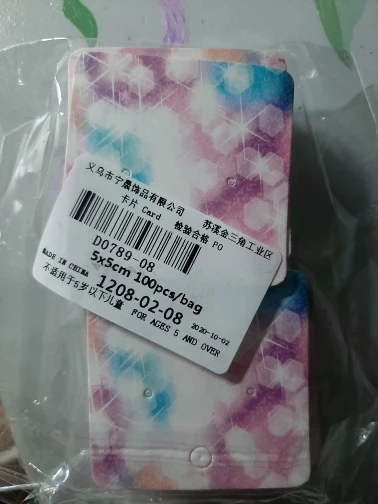 义乌市宁晟饰品有限公司 苏溪金三角工业区
卡片 Card 检验合格 PO
D0789-08
5x5cm 100pcs/bag
MADE IN CHINA 1208-02-08 2020-10-02
不适用于5岁以下儿童 FOR AGES 5 AND OVER